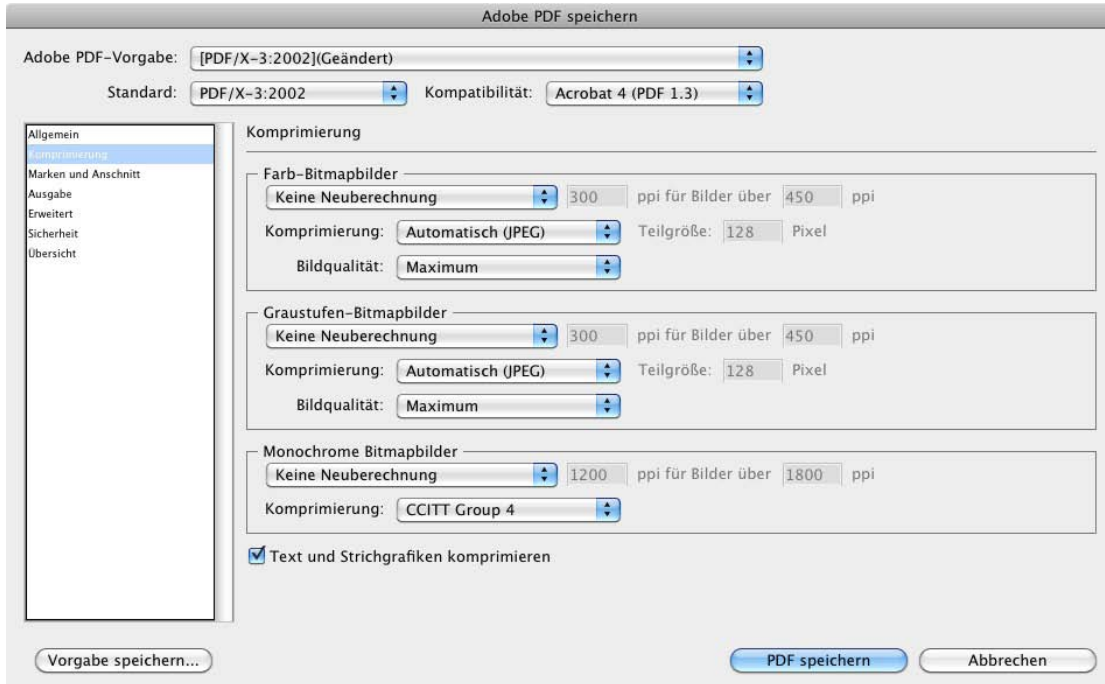 Adobe PDF speichern
Adobe PDF-Vorgabe: [PDF/X-3:2002](Geändert)
Standard: PDF/X-3:2002 Kompatibilität: Acrobat 4 (PDF 1.3)
Allgemein
Komprimierung
Marken und Anschnitt
Ausgabe
Erweitert
Sicherheit
Übersicht
Komprimierung
Farb-Bitmapbilder
Keine Neuberechnung 300 ppi für Bilder über 450 ppi
Komprimierung: Automatisch (JPEG) Teilgröße: 128 Pixel
Bildqualität: Maximum
Graustufen-Bitmapbilder
Keine Neuberechnung 300 ppi für Bilder über 450 ppi
Komprimierung: Automatisch (JPEG) Teilgröße: 128 Pixel
Bildqualität: Maximum
Monochrome Bitmapbilder
Keine Neuberechnung 1200 ppi für Bilder über 1800 ppi
Komprimierung: CCITT Group 4
Text und Strichgrafiken komprimieren
Vorgabe speichern... PDF speichern Abbrechen